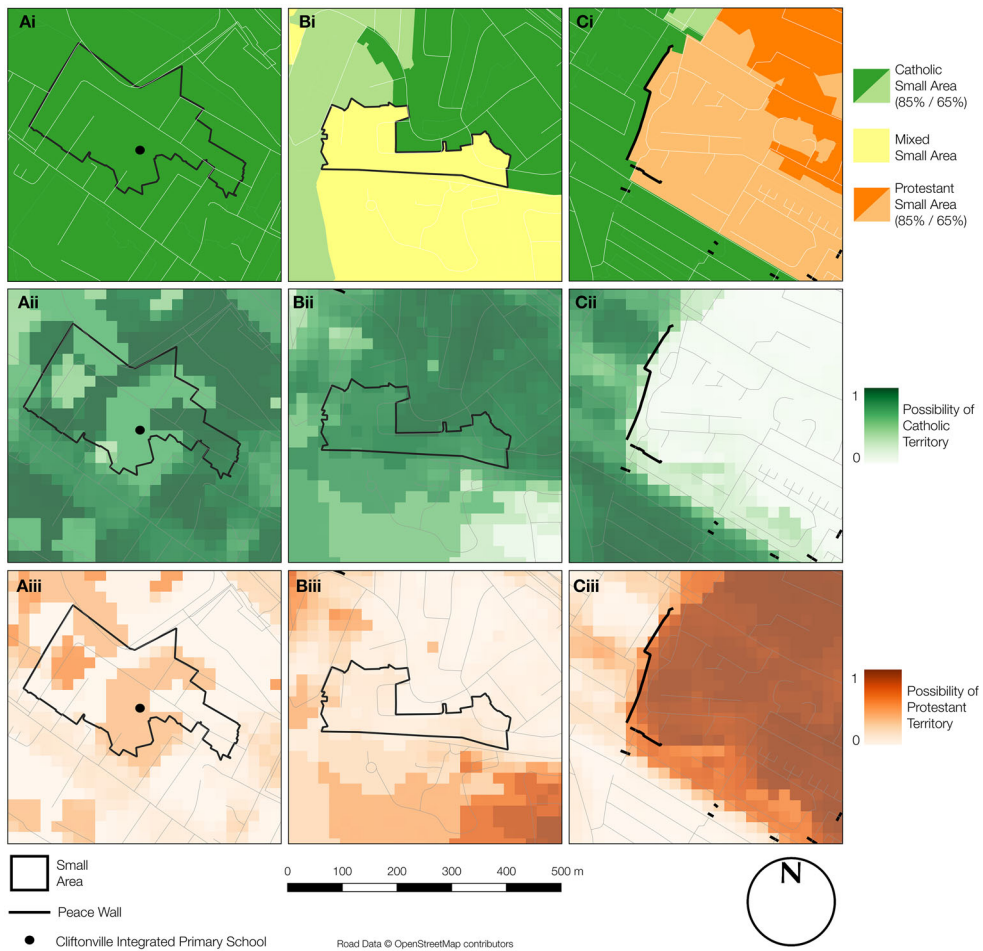 Ai
Bi
Ci
Catholic
Small Area
(85% / 65%)
Mixed
Small Area
Protestant
Small Area
(85% / 65%)
Aii
Bii
Cii
1
0
Possibility of
Catholic
Territory
Aiii
Biii
Ciii
1
0
Possibility of
Protestant
Territory
Small
Area
Peace Wall
Cliftonville Integrated Primary School
0 100 200 300 400 500 m
Road Data © OpenStreetMap contributors
N